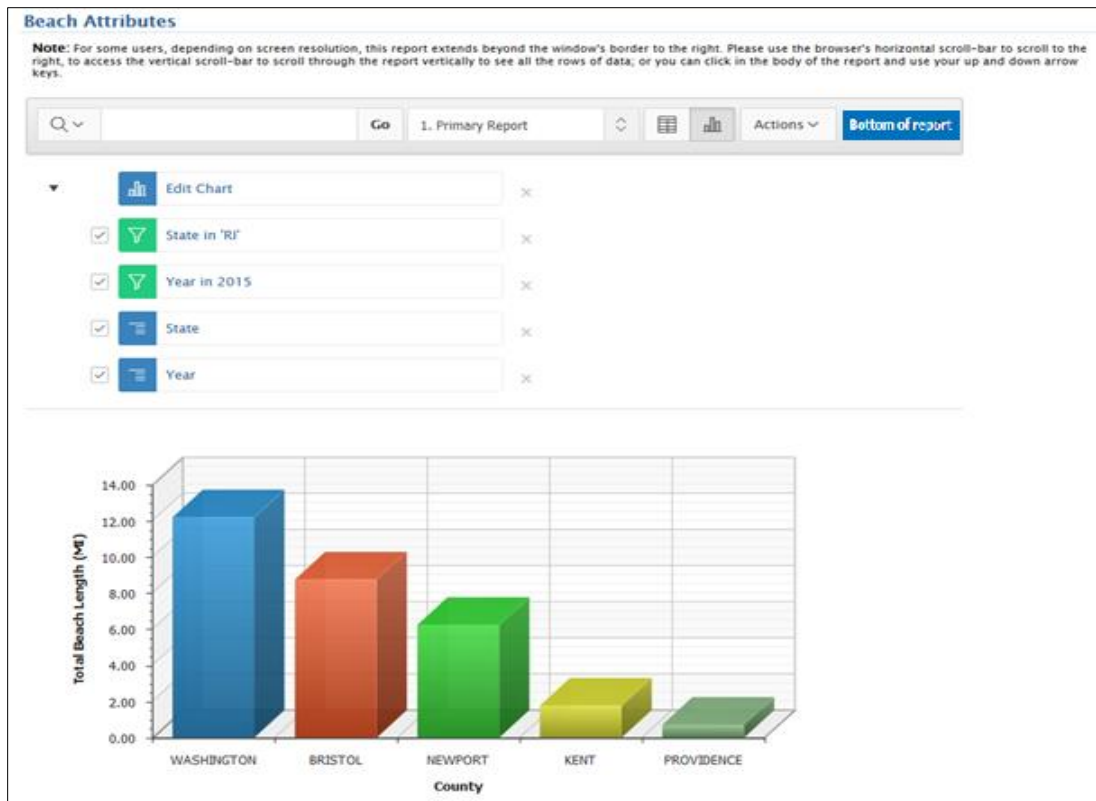 Beach Attributes
Note: For some users, depending on screen resolution, this report extends beyond the window's border to the right. Please use the browser's horizontal scroll-bar to scroll to the
right, to access the vertical scroll-bar to scroll through the report vertically to see all the rows of data; or you can click in the body of the report and use your up and down arrow
keys.
Go 1. Primary Report Actions Bottom of report
Edit Chart
State in 'RI'
Year in 2015
State
Year
14.00
12.00
10.00
8.00
6.00
4.00
2.00
0.00
Total Beach Length (MI)
WASHINGTON BRISTOL NEWPORT KENT PROVIDENCE
County